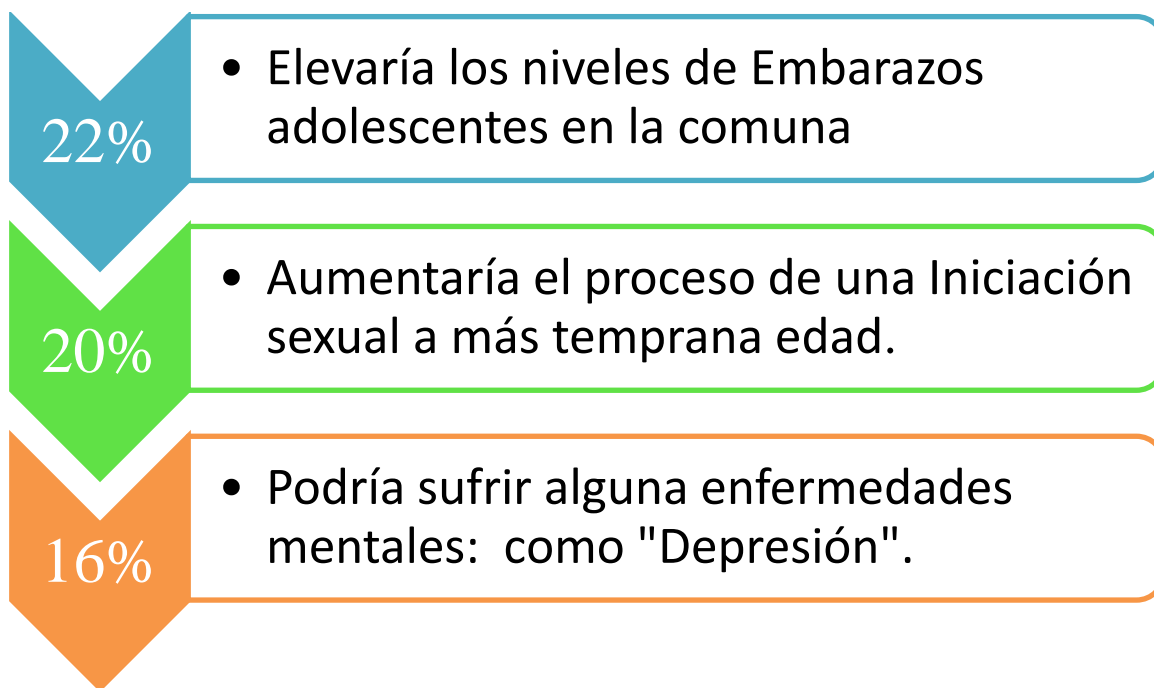 22%
• Elevaría los niveles de Embarazos
adolescentes en la comuna
20%
• Aumentaría el proceso de una Iniciación
sexual a más temprana edad.
16%
• Podría sufrir alguna enfermedades
mentales:  como "Depresión".